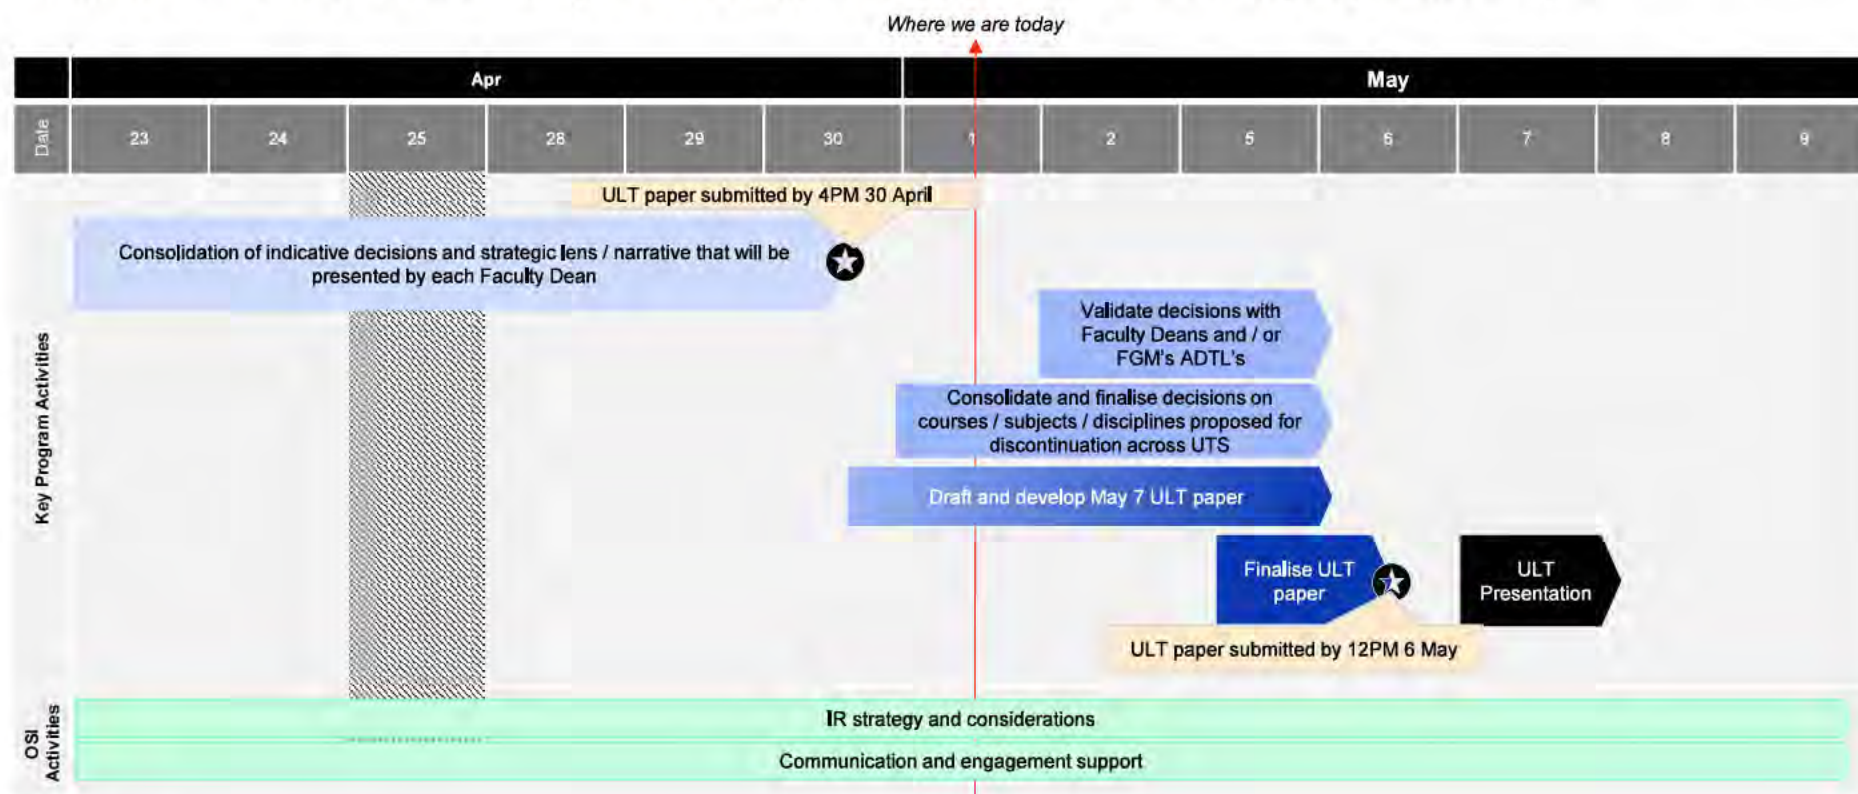 Where we are today
Apr
May
Date
23
24
25
28
29
30
1
2
5
6
7
8
9
Key Program Activities
ULT paper submitted by 4PM 30 April
Consolidation of indicative decisions and strategic lens / narrative that will be
presented by each Faculty Dean
Validate decisions with
Faculty Deans and / or
FGM's ADTL's
Consolidate and finalise decisions on
courses / subjects / disciplines proposed for
discontinuation across UTS
Draft and develop May 7 ULT paper
Finalise ULT
paper
ULT
Presentation
ULT paper submitted by 12PM 6 May
OSI
Activities
IR strategy and considerations
Communication and engagement support